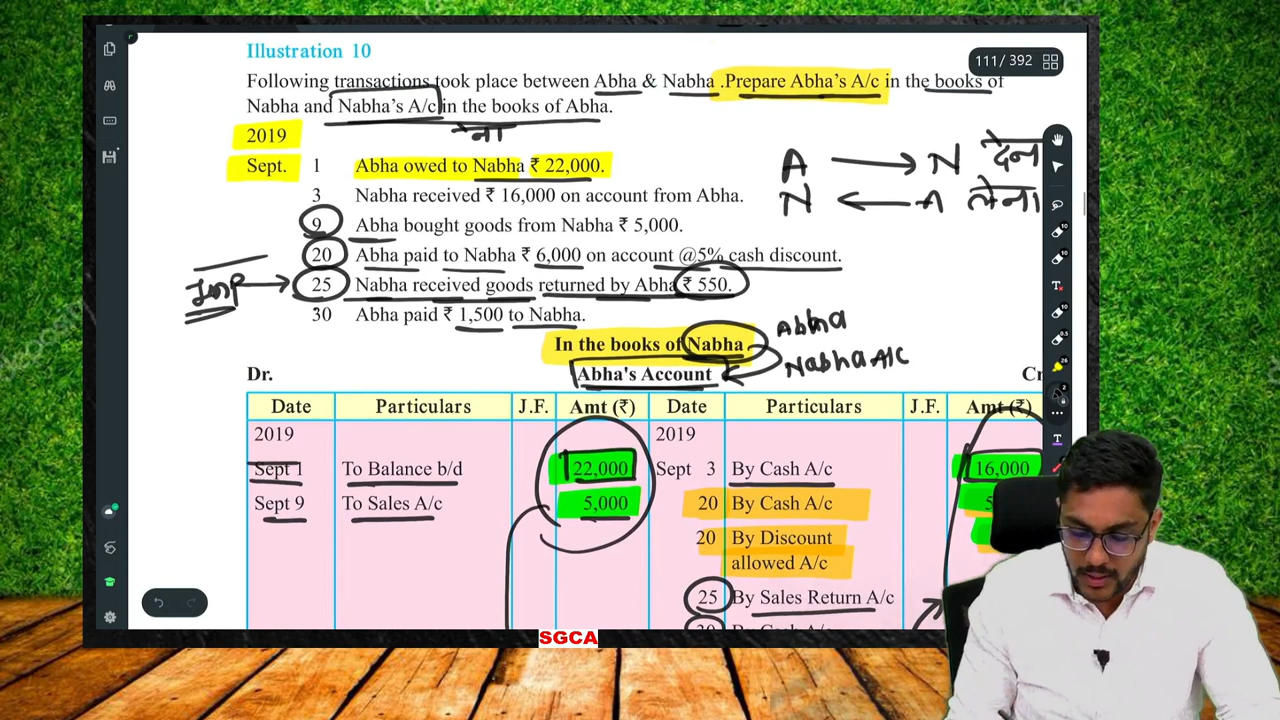 Illustration 10
111/ 392
Following transactions took place between Abha & Nabha .Prepare Abha's A/c in the books of
Nabha and Nabha's A/c in the books of Abha.
लेना
2019
Sept. 1 Abha owed to Nabha ₹ 22,000.
A → N देना
3 Nabha received ₹ 16,000 on account from Abha.
N ← A लेना
9 Abha bought goods from Nabha ₹ 5,000.
20 Abha paid to Nabha ₹ 6,000 on account @5% cash discount.
Imp → 25 Nabha received goods returned by Abha ₹ 550.
30 Abha paid ₹ 1,500 to Nabha.
Abha
In the books of Nabha
Nabha A/c
Dr. Abha's Account Cr
Date Particulars J.F. Amt (₹) Date Particulars J.F. Amt (₹)
2019 2019
Sept 1 To Balance b/d 22,000 Sept 3 By Cash A/c 16,000
Sept 9 To Sales A/c 5,000 20 By Cash A/c 5
20 By Discount
allowed A/c
25 By Sales Return A/c
SGCA